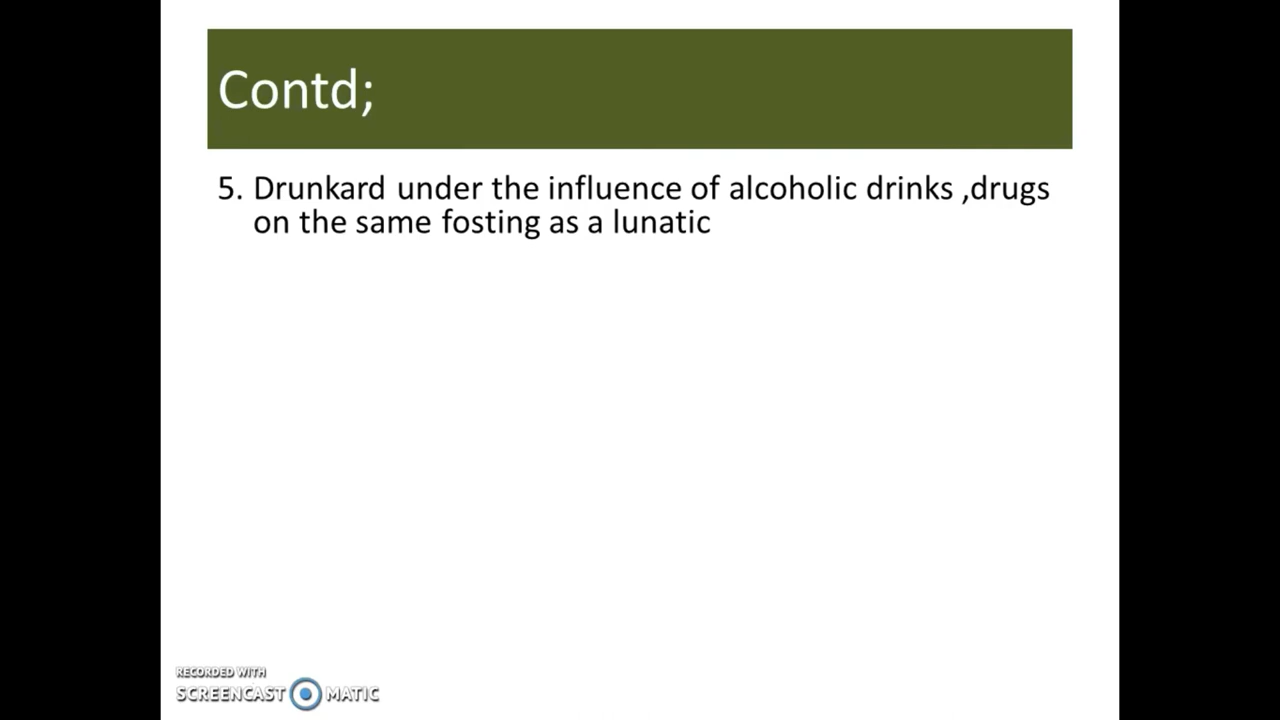 Contd;
5. Drunkard under the influence of alcoholic drinks ,drugs
on the same fosting as a lunatic
RECORDED WITH
SCREENCAST MATIC